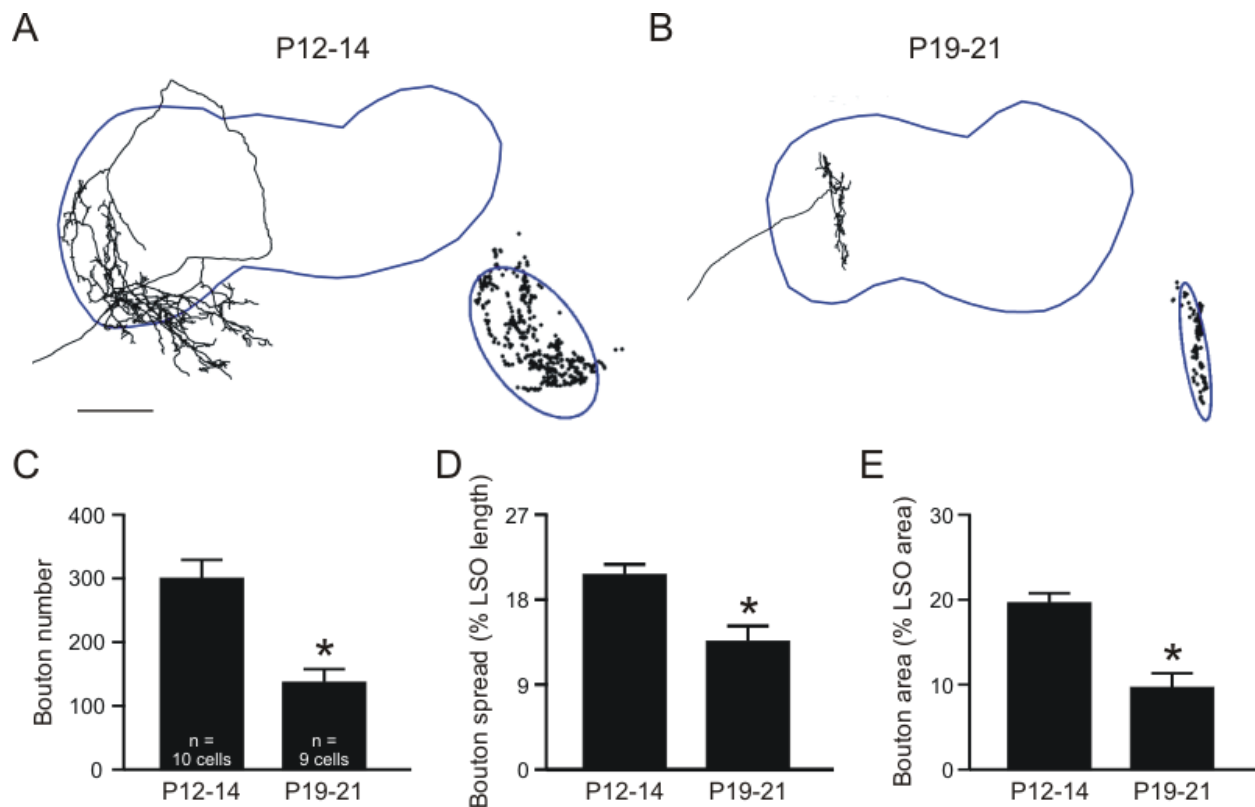 A
P12-14
B
P19-21
C
Bouton number
400
300
200
100
0
n =
10 cells
n =
9 cells
*
P12-14
P19-21
D
Bouton spread (% LSO length)
27
18
9
0
*
P12-14
P19-21
E
Bouton area (% LSO area)
30
20
10
0
*
P12-14
P19-21